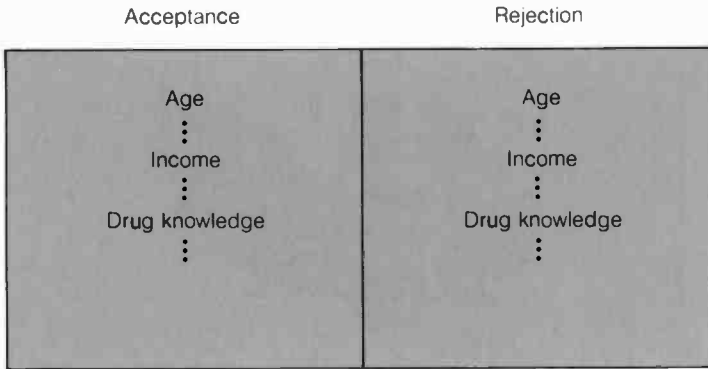 Acceptance Rejection
Age
Income
Drug knowledge
Age
Income
Drug knowledge